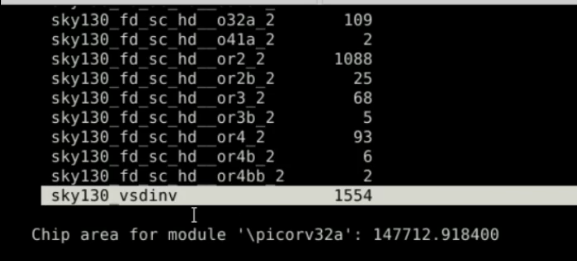 sky130_fd_sc_hd__o32a_2 109
sky130_fd_sc_hd__o41a_2 2
sky130_fd_sc_hd__or2_2 1088
sky130_fd_sc_hd__or2b_2 25
sky130_fd_sc_hd__or3_2 68
sky130_fd_sc_hd__or3b_2 5
sky130_fd_sc_hd__or4_2 93
sky130_fd_sc_hd__or4b_2 6
sky130_fd_sc_hd__or4bb_2 2
sky130_vsdinv 1554
Chip area for module '\picorv32a': 147712.918400